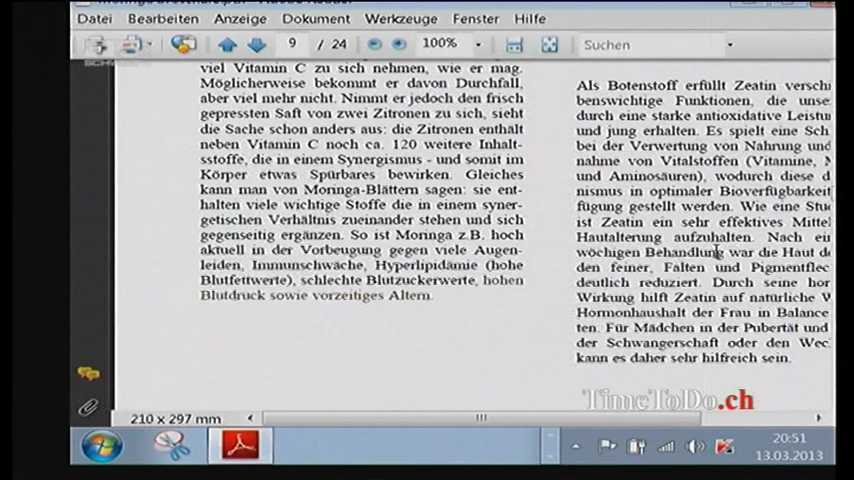 Datei Bearbeiten Anzeige Dokument Werkzeuge Fenster Hilfe
9 / 24 100% Suchen
viel Vitamin C zu sich nehmen, wie er mag.
Möglicherweise bekommt er davon Durchfall,
aber viel mehr nicht. Nimmt er jedoch den frisch
gepressten Saft von zwei Zitronen zu sich, sieht
die Sache schon anders aus: die Zitronen enthält
neben Vitamin C noch ca. 120 weitere Inhalt-
sstoffe, die in einem Synergismus - und somit im
Körper etwas Spürbares bewirken. Gleiches
kann man von Moringa-Blättern sagen: sie ent-
halten viele wichtige Stoffe die in einem syner-
getischen Verhältnis zueinander stehen und sich
gegenseitig ergänzen. So ist Moringa z.B. hoch
aktuell in der Vorbeugung gegen viele Augen-
leiden, Immunschwäche, Hyperlipidämie (hohe
Blutfettwerte), schlechte Blutzuckerwerte, hohen
Blutdruck sowie vorzeitiges Altern.
Als Botenstoff erfüllt Zeatin versch
benswichtige Funktionen, die unse
durch eine starke antioxidative Leistu
und jung erhalten. Es spielt eine Sch
bei der Verwertung von Nahrung und
nahme von Vitalstoffen (Vitamine,
und Aminosäuren), wodurch diese d
nismus in optimaler Bioverfügbarkeit
fügung gestellt werden. Wie eine Stu
ist Zeatin ein sehr effektives Mittel
Hautalterung aufzuhalten. Nach ein
wöchigen Behandlung war die Haut d
den feiner, Falten und Pigmentflec
deutlich reduziert. Durch seine hor
Wirkung hilft Zeatin auf natürliche
Hormonhaushalt der Frau in Balance
ten. Für Mädchen in der Pubertät und
der Schwangerschaft oder den Wec
kann es daher sehr hilfreich sein.
TimeToDo.ch
210 x 297 mm
20:51
13.03.2013